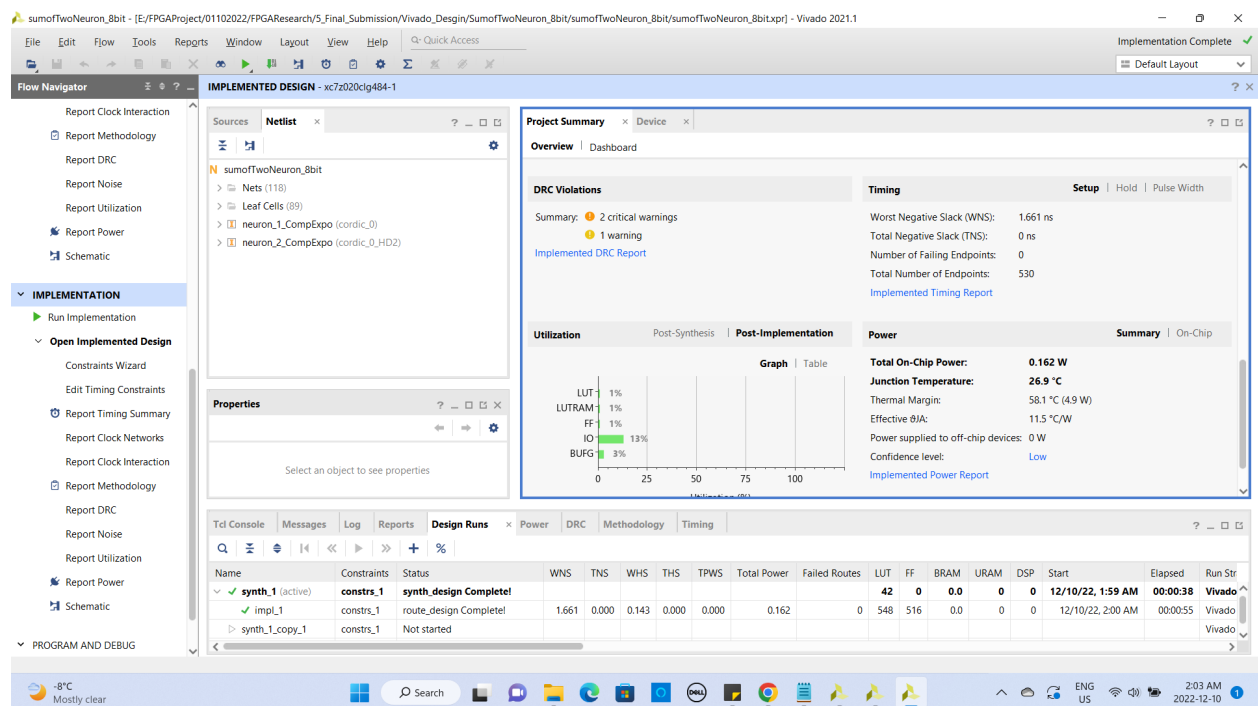 sumofTwoNeuron_8bit - [E:/FPGAProject/01102022/FPGAResearch/5_Final_Submission/Vivado_Desgin/SumofTwoNeuron_8bit/sumofTwoNeuron_8bit/sumofTwoNeuron_8bit.xpr] - Vivado 2021.1
File Edit Flow Tools Reports Window Layout View Help Q- Quick Access Implementation Complete
Default Layout
Flow Navigator
IMPLEMENTED DESIGN - xc7z020clg484-1
Report Clock Interaction
Report Methodology
Report DRC
Report Noise
Report Utilization
Report Power
Schematic
IMPLEMENTATION
Run Implementation
Open Implemented Design
Constraints Wizard
Edit Timing Constraints
Report Timing Summary
Report Clock Networks
Report Clock Interaction
Report Methodology
Report DRC
Report Noise
Report Utilization
Report Power
Schematic
PROGRAM AND DEBUG
Sources Netlist
N sumofTwoNeuron_8bit
Nets (118)
Leaf Cells (89)
neuron_1_CompExpo (cordic_0)
neuron_2_CompExpo (cordic_0_HD2)
Properties
Select an object to see properties
Project Summary Device
Overview Dashboard
DRC Violations
Summary: 2 critical warnings
1 warning
Implemented DRC Report
Timing Setup Hold Pulse Width
Worst Negative Slack (WNS): 1.661 ns
Total Negative Slack (TNS): 0 ns
Number of Failing Endpoints: 0
Total Number of Endpoints: 530
Implemented Timing Report
Utilization Post-Synthesis Post-Implementation
Graph Table
LUT 1%
LUTRAM 1%
FF 1%
IO 13%
BUFG 3%
0 25 50 75 100
Utilization (%)
Power Summary On-Chip
Total On-Chip Power: 0.162 W
Junction Temperature: 26.9 °C
Thermal Margin: 58.1 °C (4.9 W)
Effective θJA: 11.5 °C/W
Power supplied to off-chip devices: 0 W
Confidence level: Low
Implemented Power Report
Tcl Console Messages Log Reports Design Runs Power DRC Methodology Timing
Name Constraints Status WNS TNS WHS THS TPWS Total Power Failed Routes LUT FF BRAM URAM DSP Start Elapsed Run Str
synth_1 (active) constrs_1 synth_design Complete! 42 0 0.0 0 0 12/10/22, 1:59 AM 00:00:38 Vivado
impl_1 constrs_1 route_design Complete! 1.661 0.000 0.143 0.000 0.000 0.162 0 548 516 0.0 0 0 12/10/22, 2:00 AM 00:00:55 Vivado
synth_1_copy_1 constrs_1 Not started Vivado
-8°C
Mostly clear
Search
DELL
ENG
US
2:03 AM
2022-12-10
1